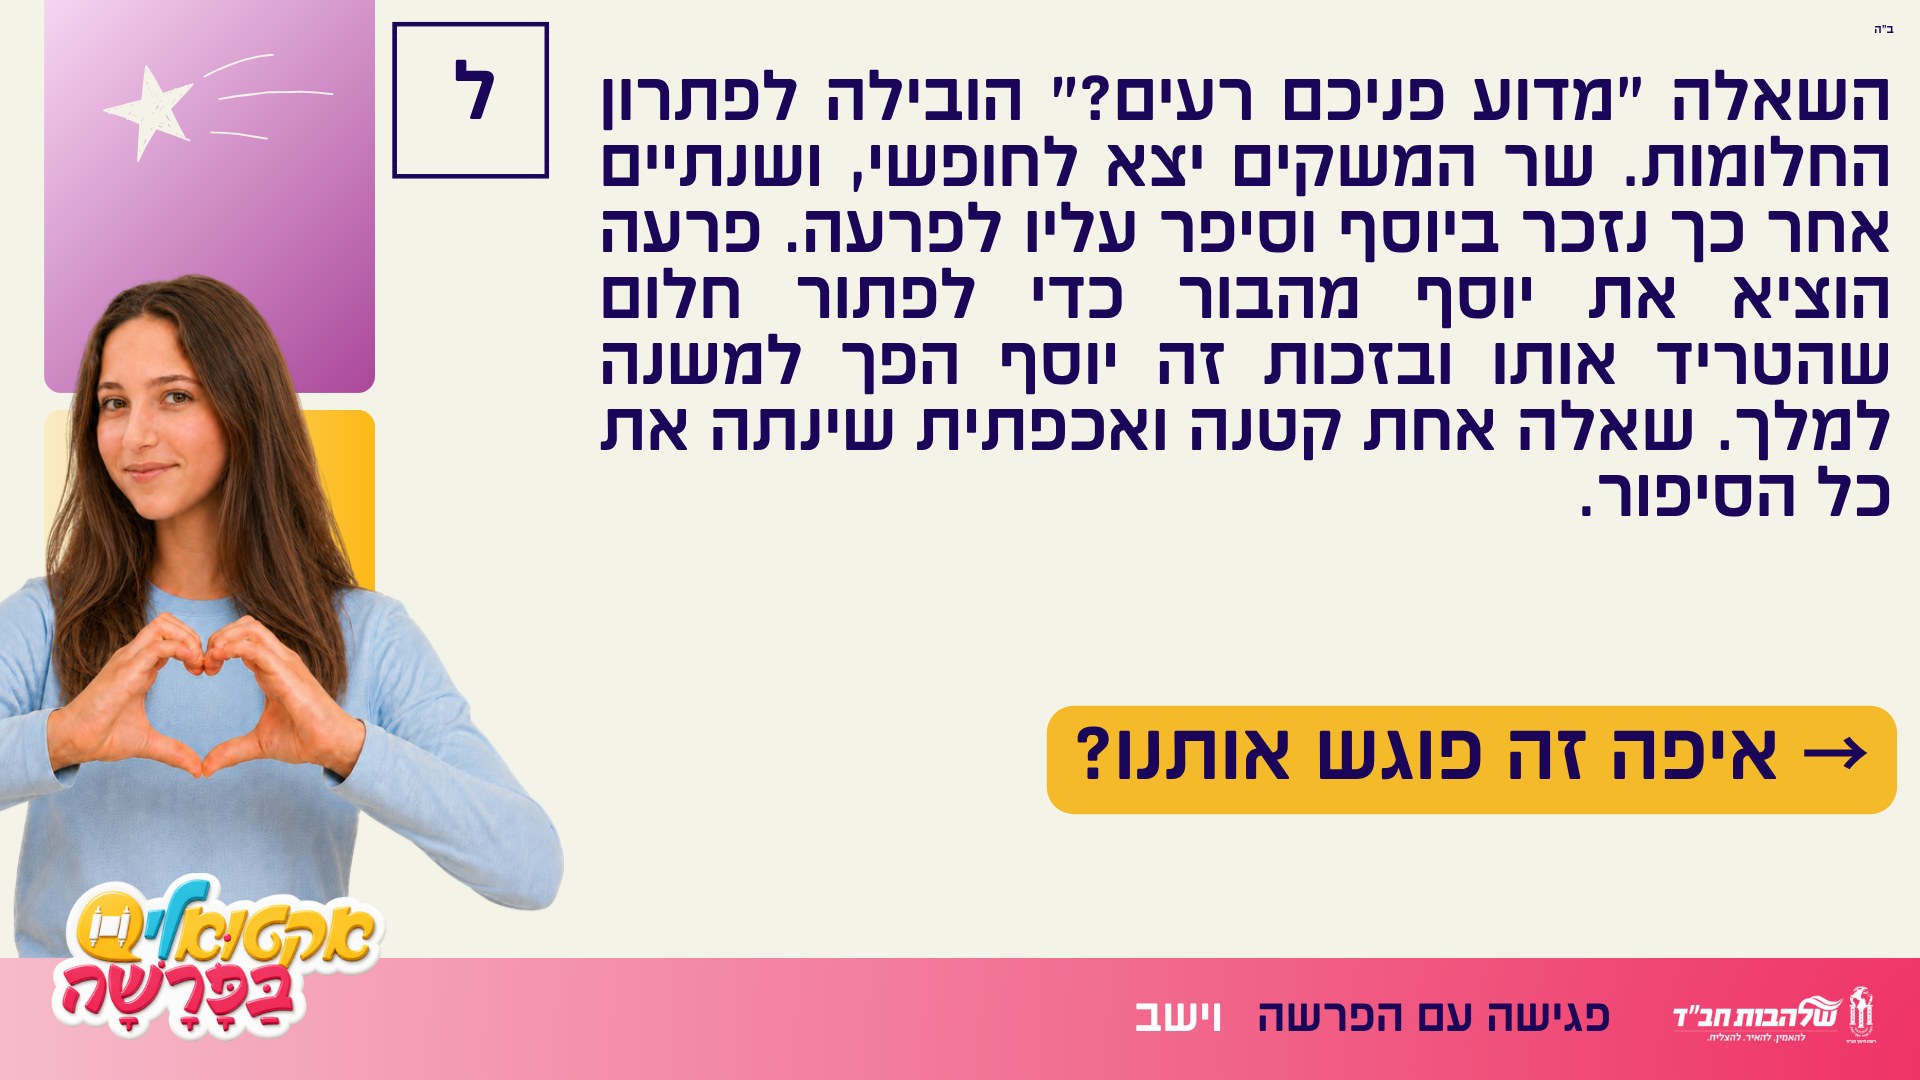 ב"ה
ל
השאלה "מדוע פניכם רעים?" הובילה לפתרון
החלומות. שר המשקים יצא לחופשי, ושנתיים
אחר כך נזכר ביוסף וסיפר עליו לפרעה. פרעה
הוציא את יוסף מהבור כדי לפתור חלום
שהטריד אותו ובזכות זה יוסף הפך למשנה
למלך. שאלה אחת קטנה ואכפתית שינתה את
כל הסיפור.
→ איפה זה פוגש אותנו?
אקטואלי
בַּפָּרָשָׁה
פגישה עם הפרשה וישב
שלהבות חב"ד
להאמין. להאיר. להצליח.